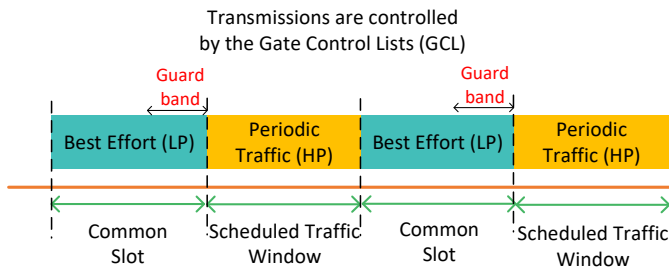 Transmissions are controlled
by the Gate Control Lists (GCL)
Guard
band
Guard
band
Best Effort (LP)
Periodic
Traffic (HP)
Best Effort (LP)
Periodic
Traffic (HP)
Common
Slot
Scheduled Traffic
Window
Common
Slot
Scheduled Traffic
Window